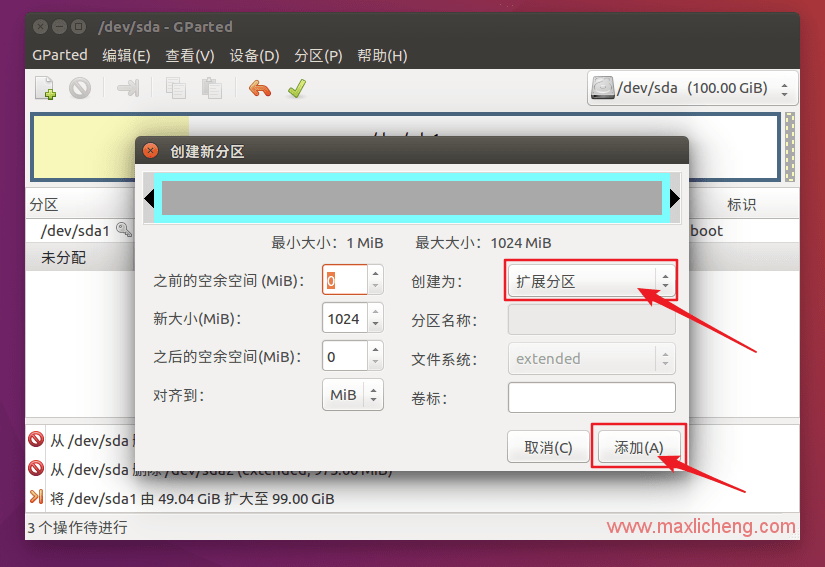 /dev/sda - GParted
GParted 编辑(E) 查看(V) 设备(D) 分区(P) 帮助(H)
/dev/sda (100.00 GiB)
创建新分区
最小大小：1 MiB 最大大小：1024 MiB
之前的空余空间 (MiB)： 0 创建为： 扩展分区
新大小(MiB)： 1024 分区名称：
之后的空余空间(MiB)： 0 文件系统： extended
对齐到： MiB 卷标：
取消(C) 添加(A)
分区 标识
/dev/sda1 boot
未分配
从 /dev/sda
从 /dev/sda 删除 /dev/sda2 (extended, 975.00 MiB)
将 /dev/sda1 由 49.04 GiB 扩大至 99.00 GiB
3 个操作待进行
www.maxlicheng.com